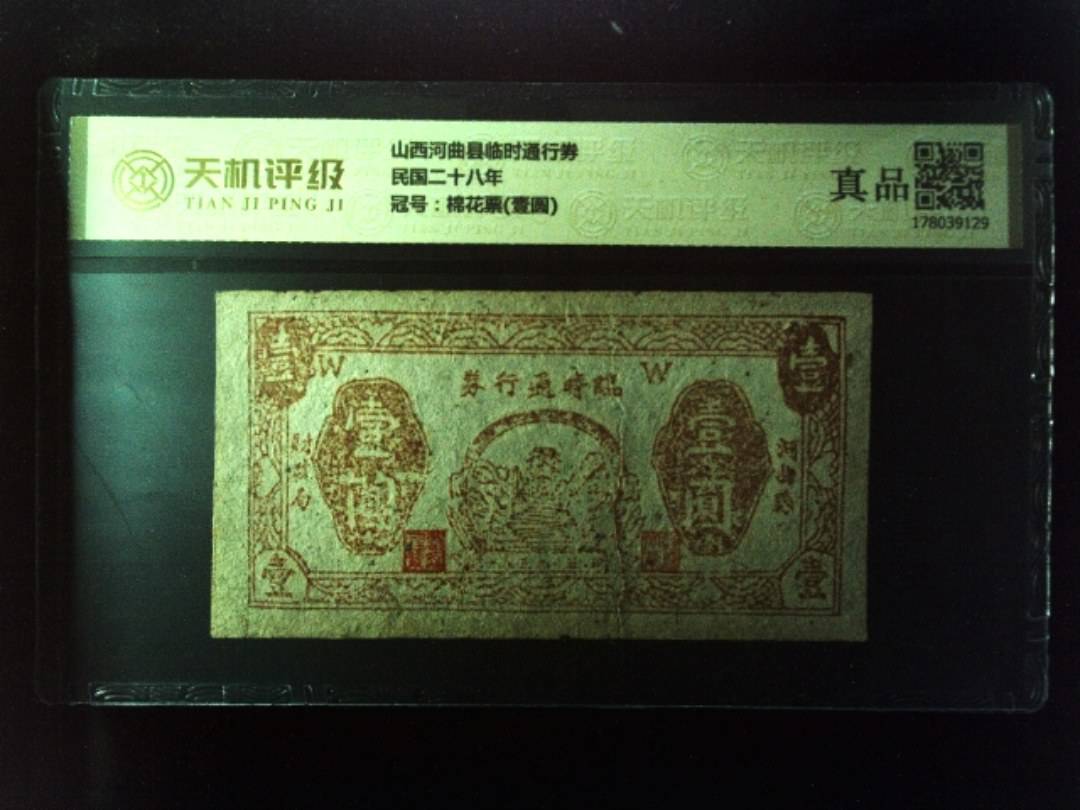 天机评级
TIAN JI PING JI
山西河曲县临时通行券
民国二十八年
冠号：棉花票(壹圆)
真品
178039129
壹
W
券行通時臨
W
壹
壹圓
壹圓
壹
壹